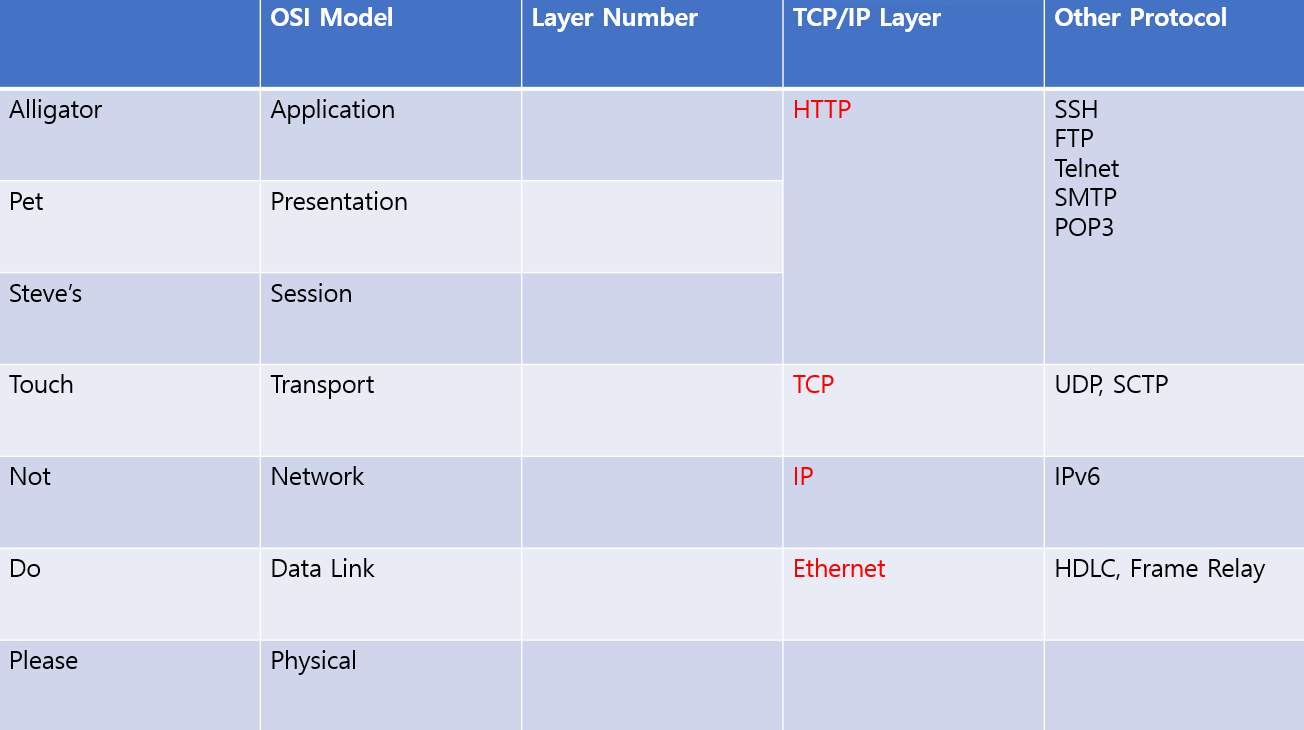 OSI Model Layer Number TCP/IP Layer Other Protocol
Alligator Application HTTP SSH
FTP
Telnet
SMTP
POP3
Pet Presentation
Steve’s Session
Touch Transport TCP UDP, SCTP
Not Network IP IPv6
Do Data Link Ethernet HDLC, Frame Relay
Please Physical